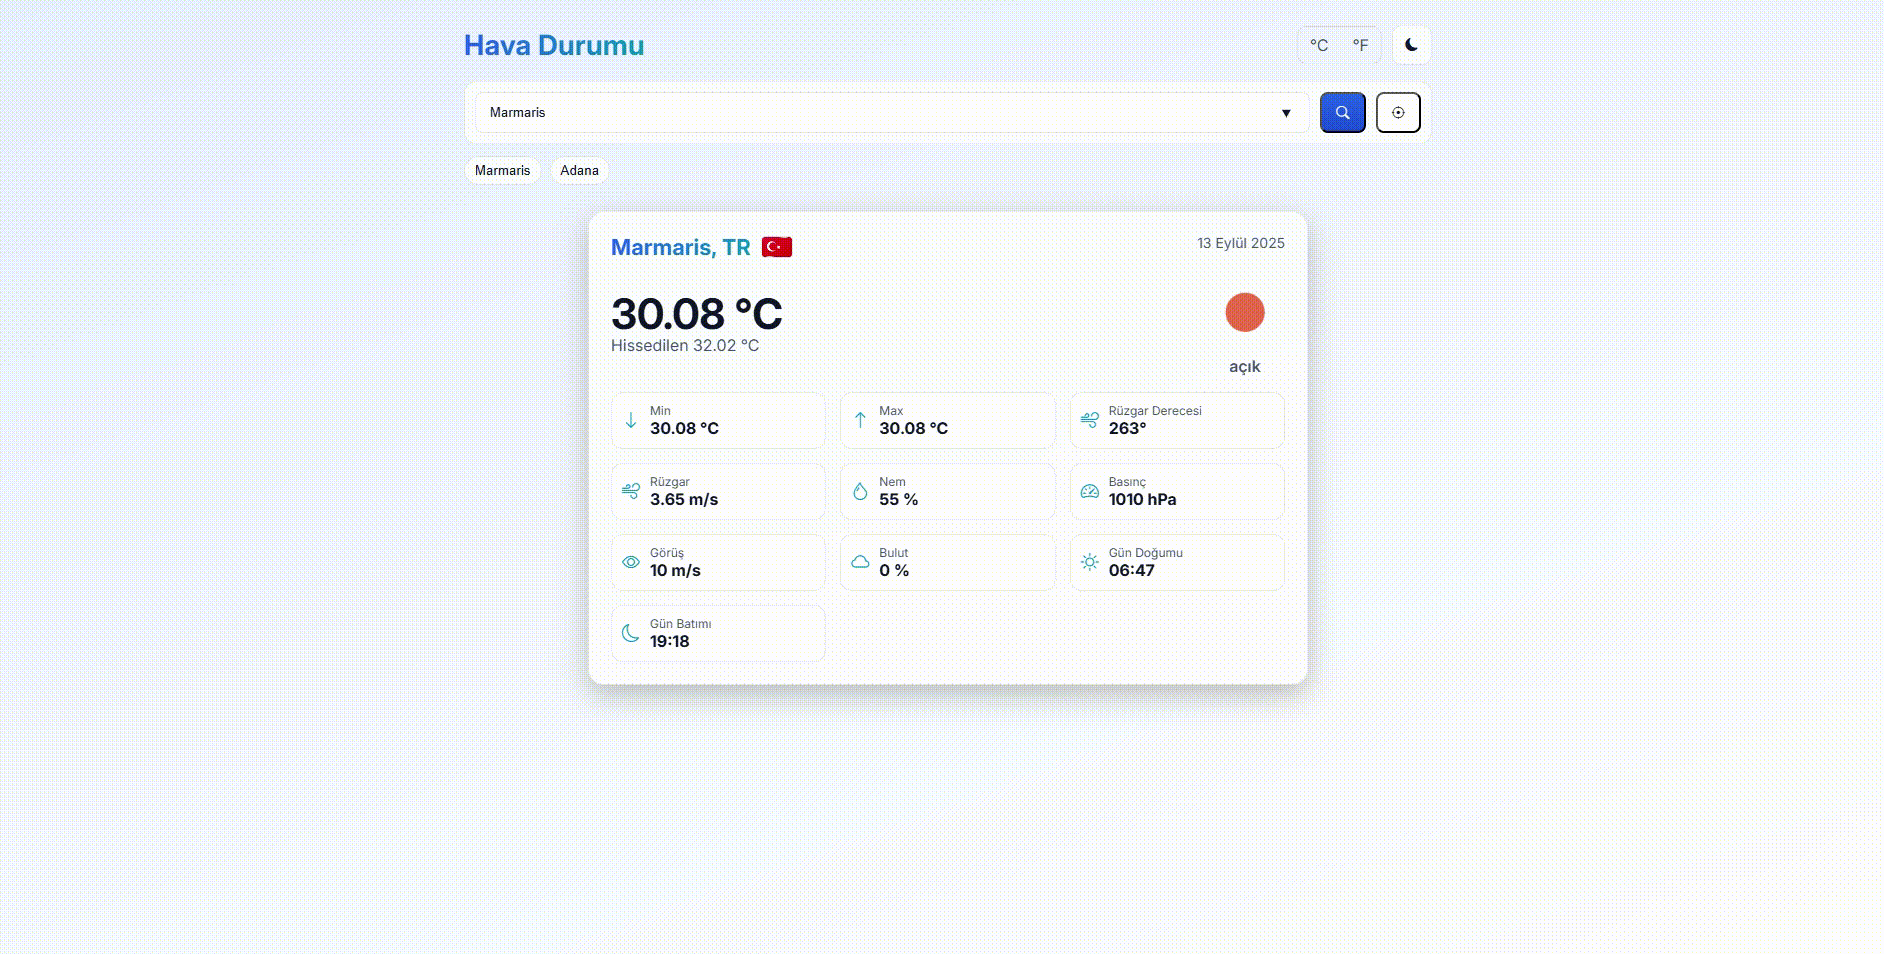 Hava Durumu
°C °F
Marmaris
Marmaris Adana
Marmaris, TR
13 Eylül 2025
30.08 °C
Hissedilen 32.02 °C
açık
Min
30.08 °C
Max
30.08 °C
Rüzgar Derecesi
263°
Rüzgar
3.65 m/s
Nem
55 %
Basınç
1010 hPa
Görüş
10 m/s
Bulut
0 %
Gün Doğumu
06:47
Gün Batımı
19:18